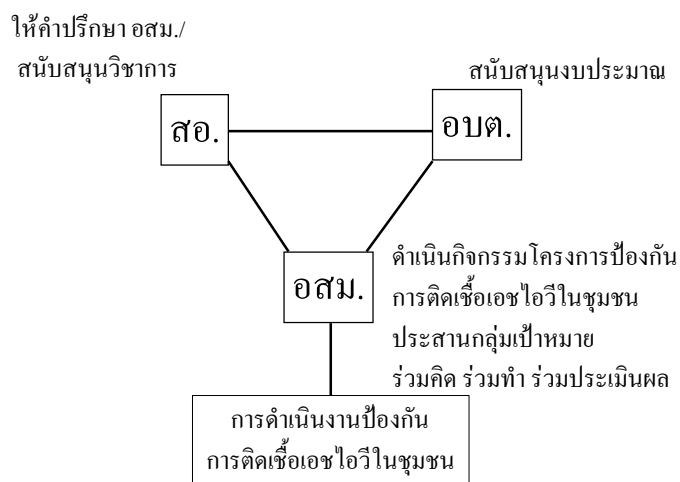 ให้คำปรึกษา อสม./
สนับสนุนวิชาการ
สนับสนุนงบประมาณ
สอ.
อบต.
อสม.
ดำเนินกิจกรรมโครงการป้องกัน
การติดเชื้อเอชไอวีในชุมชน
ประสานกลุ่มเป้าหมาย
ร่วมคิด ร่วมทำ ร่วมประเมินผล
การดำเนินงานป้องกัน
การติดเชื้อเอชไอวีในชุมชน